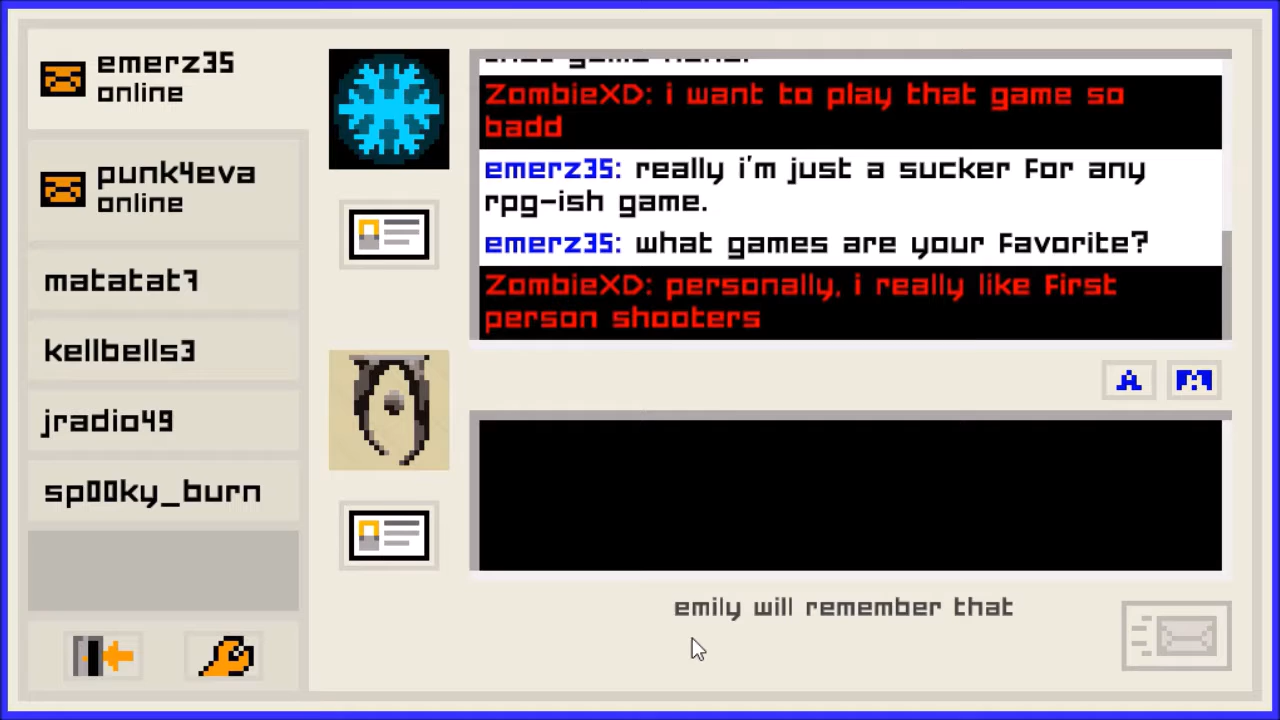 emerz35
online
punk4eva
online
matatat7
kellbells3
jradio49
sp00ky_burn
ZombieXD: i want to play that game so
badd
emerz35: really i'm just a sucker for any
rpg-ish game.
emerz35: what games are your favorite?
ZombieXD: personally, i really like first
person shooters
A
emily will remember that